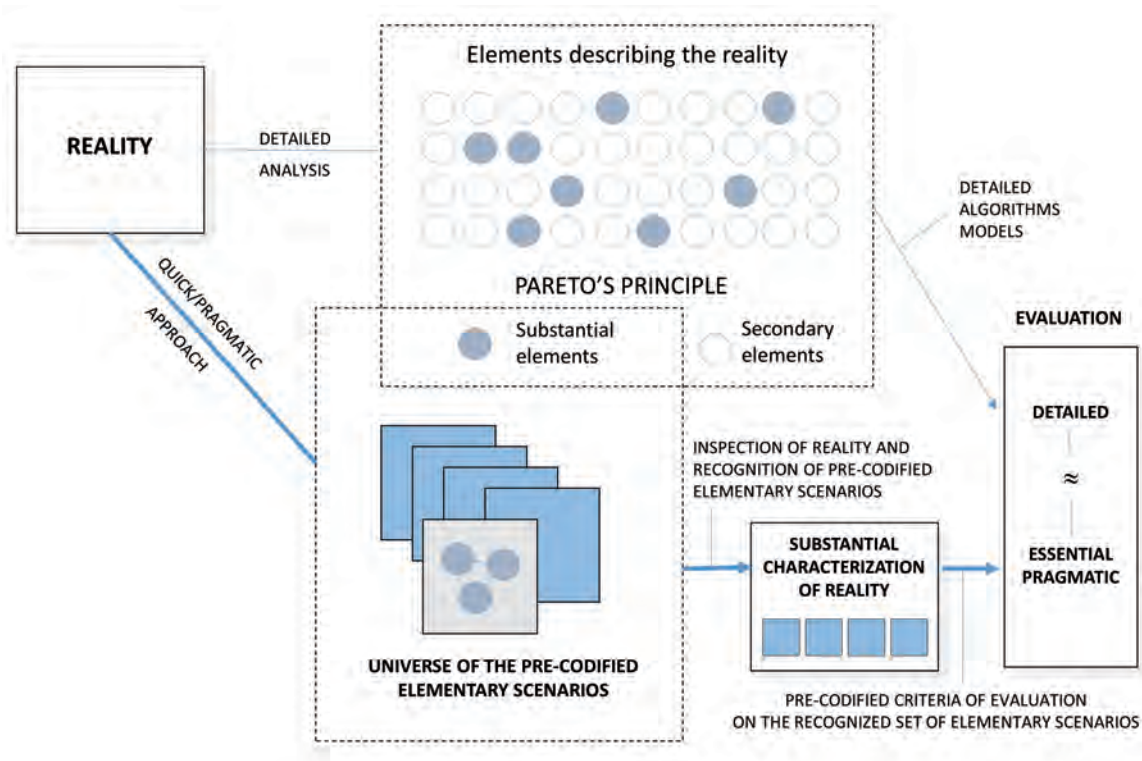 Elements describing the reality
REALITY
DETAILED
ANALYSIS
DETAILED
ALGORITHMS
MODELS
QUICK/PRAGMATIC
APPROACH
PARETO'S PRINCIPLE
Substantial
elements
Secondary
elements
EVALUATION
DETAILED
≈
ESSENTIAL
PRAGMATIC
INSPECTION OF REALITY AND
RECOGNITION OF PRE-CODIFIED
ELEMENTARY SCENARIOS
SUBSTANTIAL
CHARACTERIZATION
OF REALITY
UNIVERSE OF THE PRE-CODIFIED
ELEMENTARY SCENARIOS
PRE-CODIFIED CRITERIA OF EVALUATION
ON THE RECOGNIZED SET OF ELEMENTARY SCENARIOS